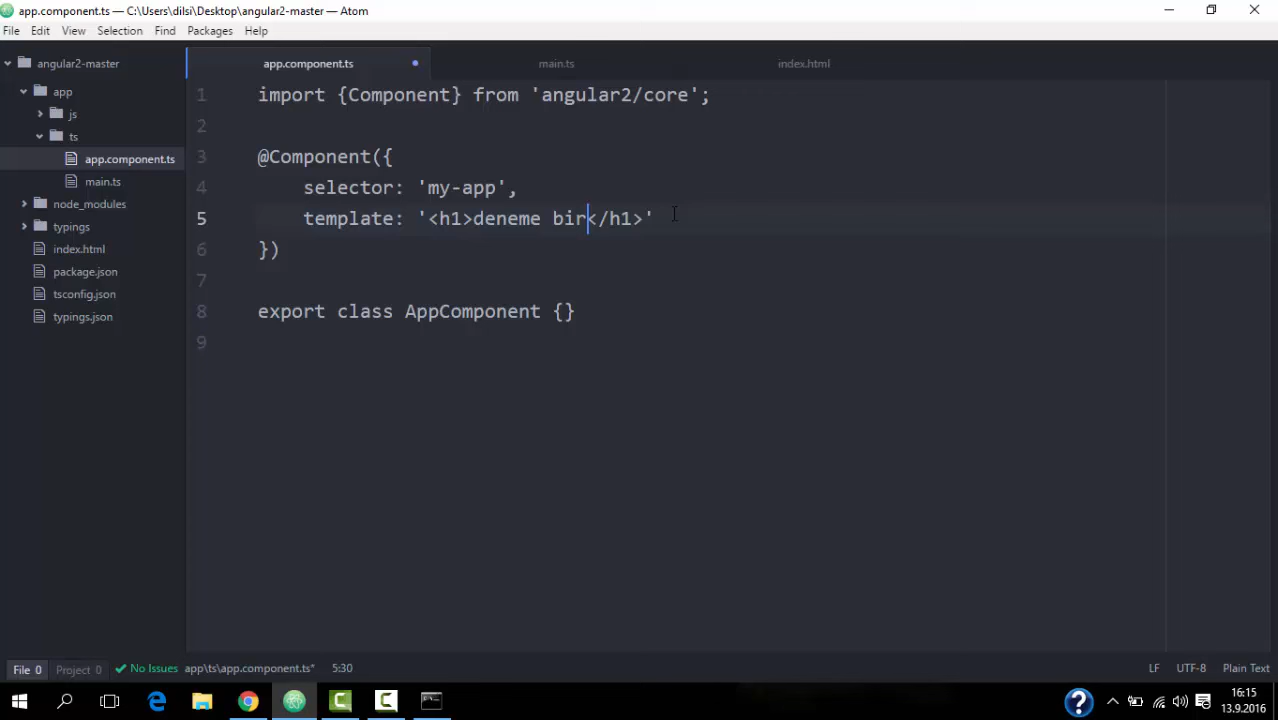 app.component.ts — C:\Users\dilsi\Desktop\angular2-master — Atom
File Edit View Selection Find Packages Help
angular2-master
app
js
ts
app.component.ts
main.ts
node_modules
typings
index.html
package.json
tsconfig.json
typings.json
app.component.ts main.ts index.html
1 import {Component} from 'angular2/core';
2
3 @Component({
4 selector: 'my-app',
5 template: '<h1>deneme bir</h1>'
6 })
7
8 export class AppComponent {}
9
File 0 Project 0 No Issues app\ts\app.component.ts* 5:30 LF UTF-8 Plain Text
16:15
13.9.2016